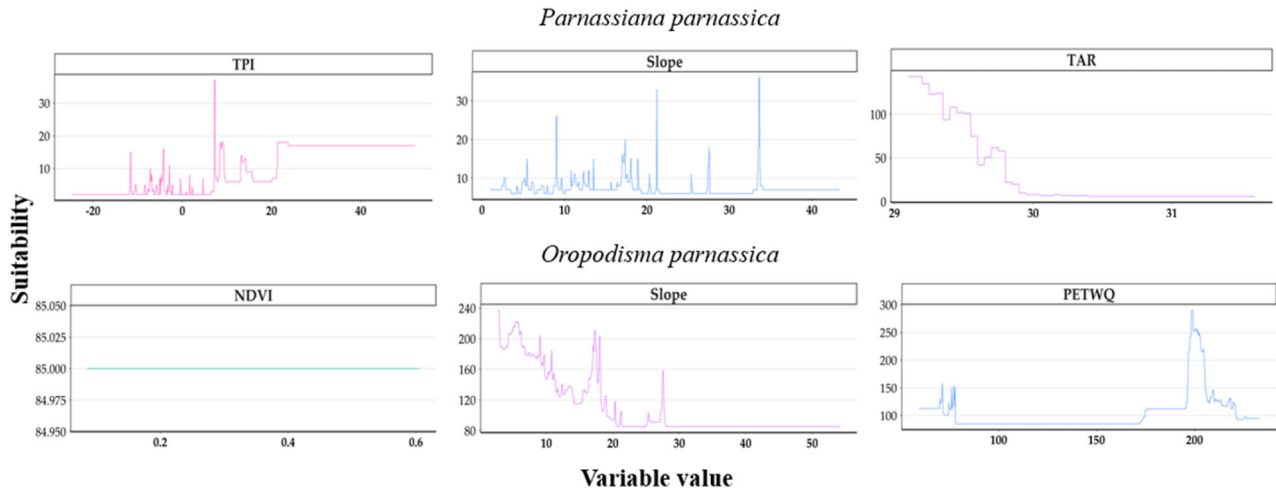 Parnassiana parnassica
TPI
Slope
TAR
30
20
10
-20 0 20 40
30
20
10
0 10 20 30 40
100
50
0
29 30 31
Suitability
Oropodisma parnassica
NDVI
Slope
PETWQ
85.050
85.025
85.000
84.975
84.950
0.2 0.4 0.6
240
200
160
120
80
10 20 30 40 50
300
250
200
150
100
100 150 200
Variable value